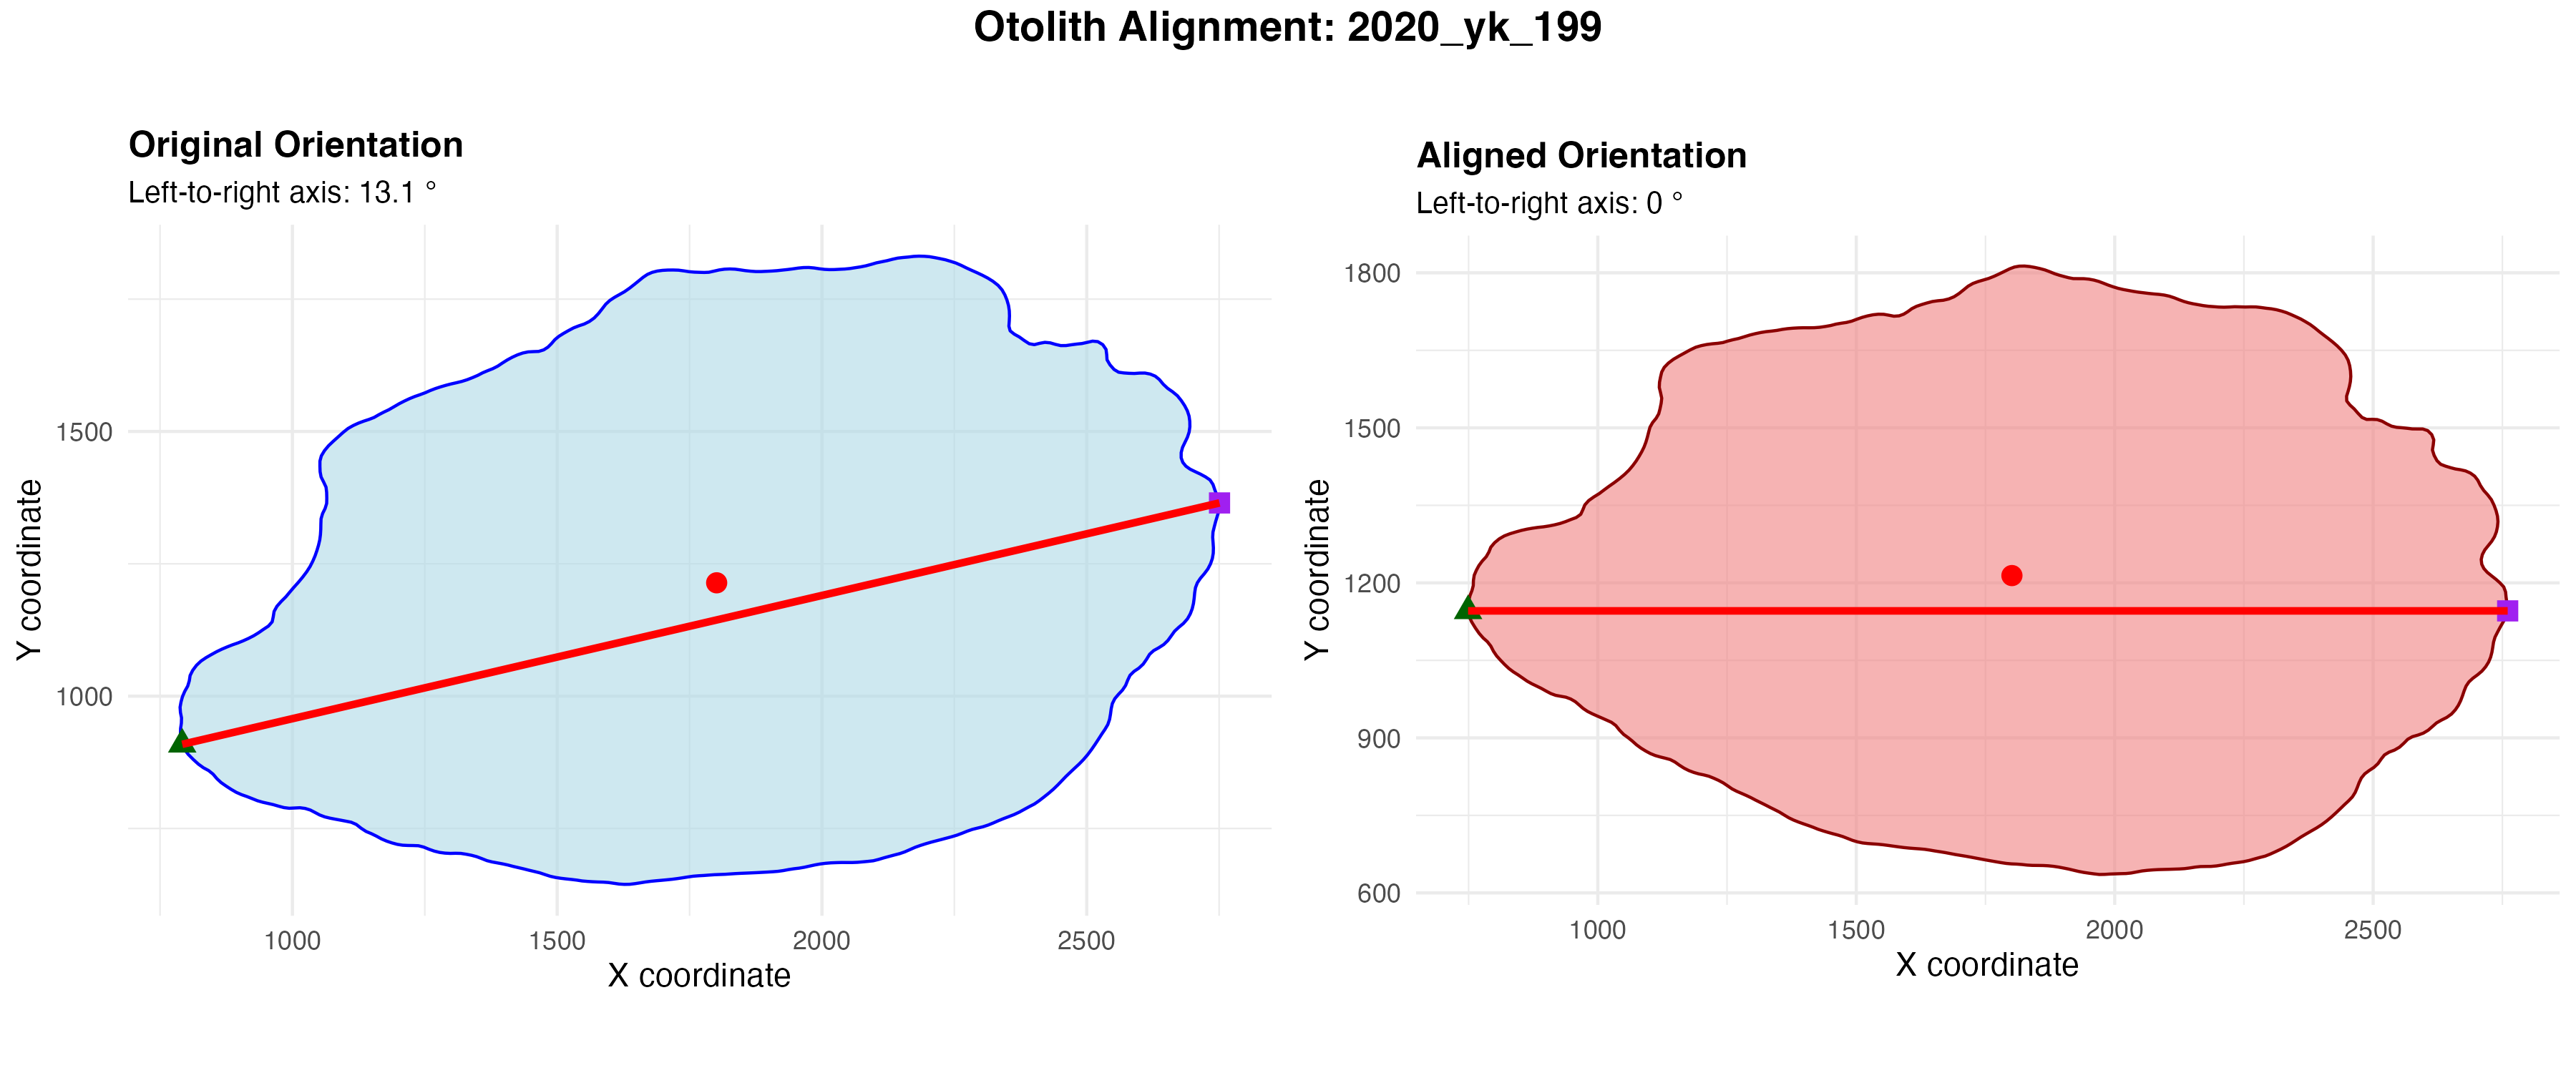 Otolith Alignment: 2020_yk_199
Original Orientation
Left-to-right axis: 13.1 °
Y coordinate
1500
1000
1000 1500 2000 2500
X coordinate
Aligned Orientation
Left-to-right axis: 0 °
Y coordinate
1800
1500
1200
900
600
1000 1500 2000 2500
X coordinate